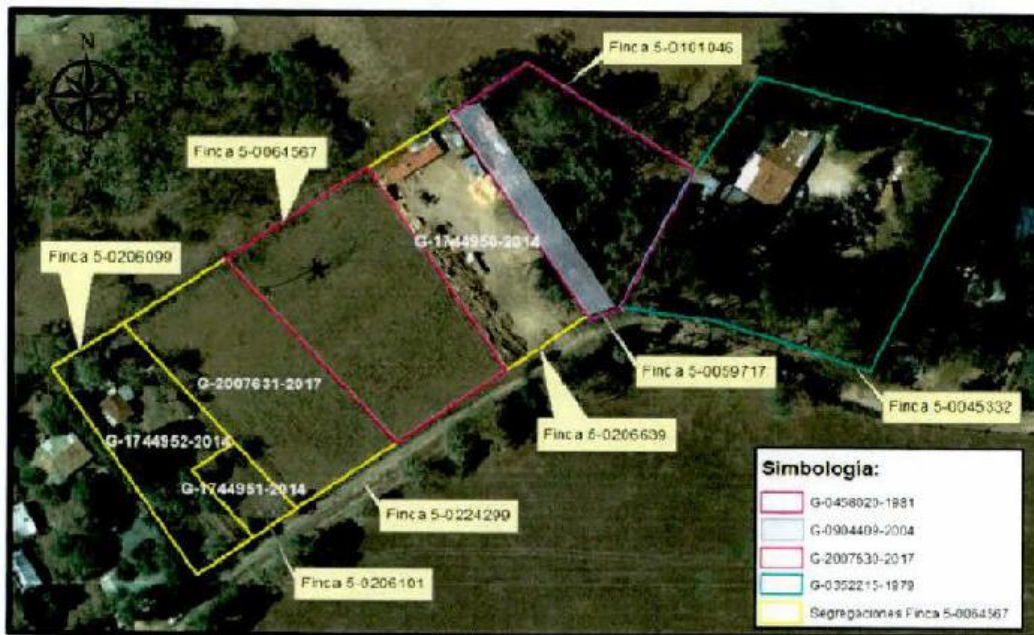 N
Finca 5-0101046
Finca 5-0064567
G-1744950-2014
Finca 5-0206099
G-2007631-2017
Finca 5-0059717
G-1744952-2014
Finca 5-0045332
Finca 5-0206639
G-1744951-2014
Finca 5-0224299
Finca 5-0206101
Simbología:
G-0458020-1981
G-0904409-2004
G-2007630-2017
G-0352215-1979
Segregaciones Finca 5-0064567